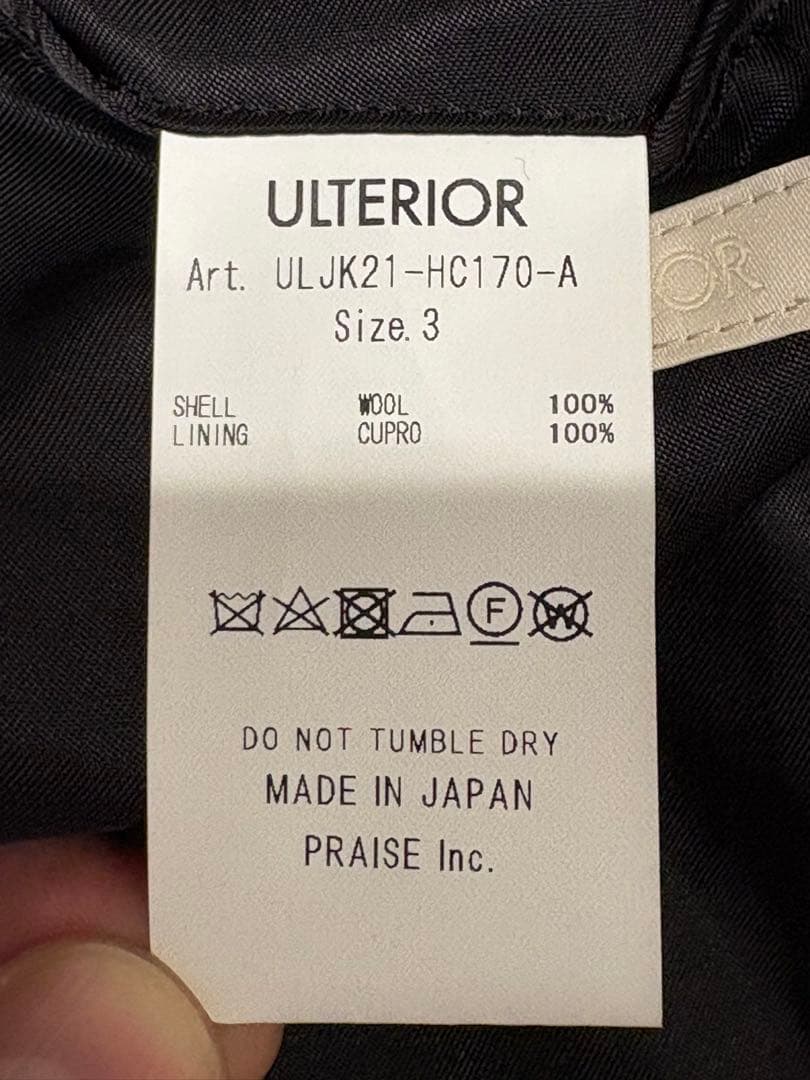 ULTERIOR
Art. ULJK21-HC170-A
Size. 3
SHELL WOOL 100%
LINING CUPRO 100%
F W
DO NOT TUMBLE DRY
MADE IN JAPAN
PRAISE Inc.
OR